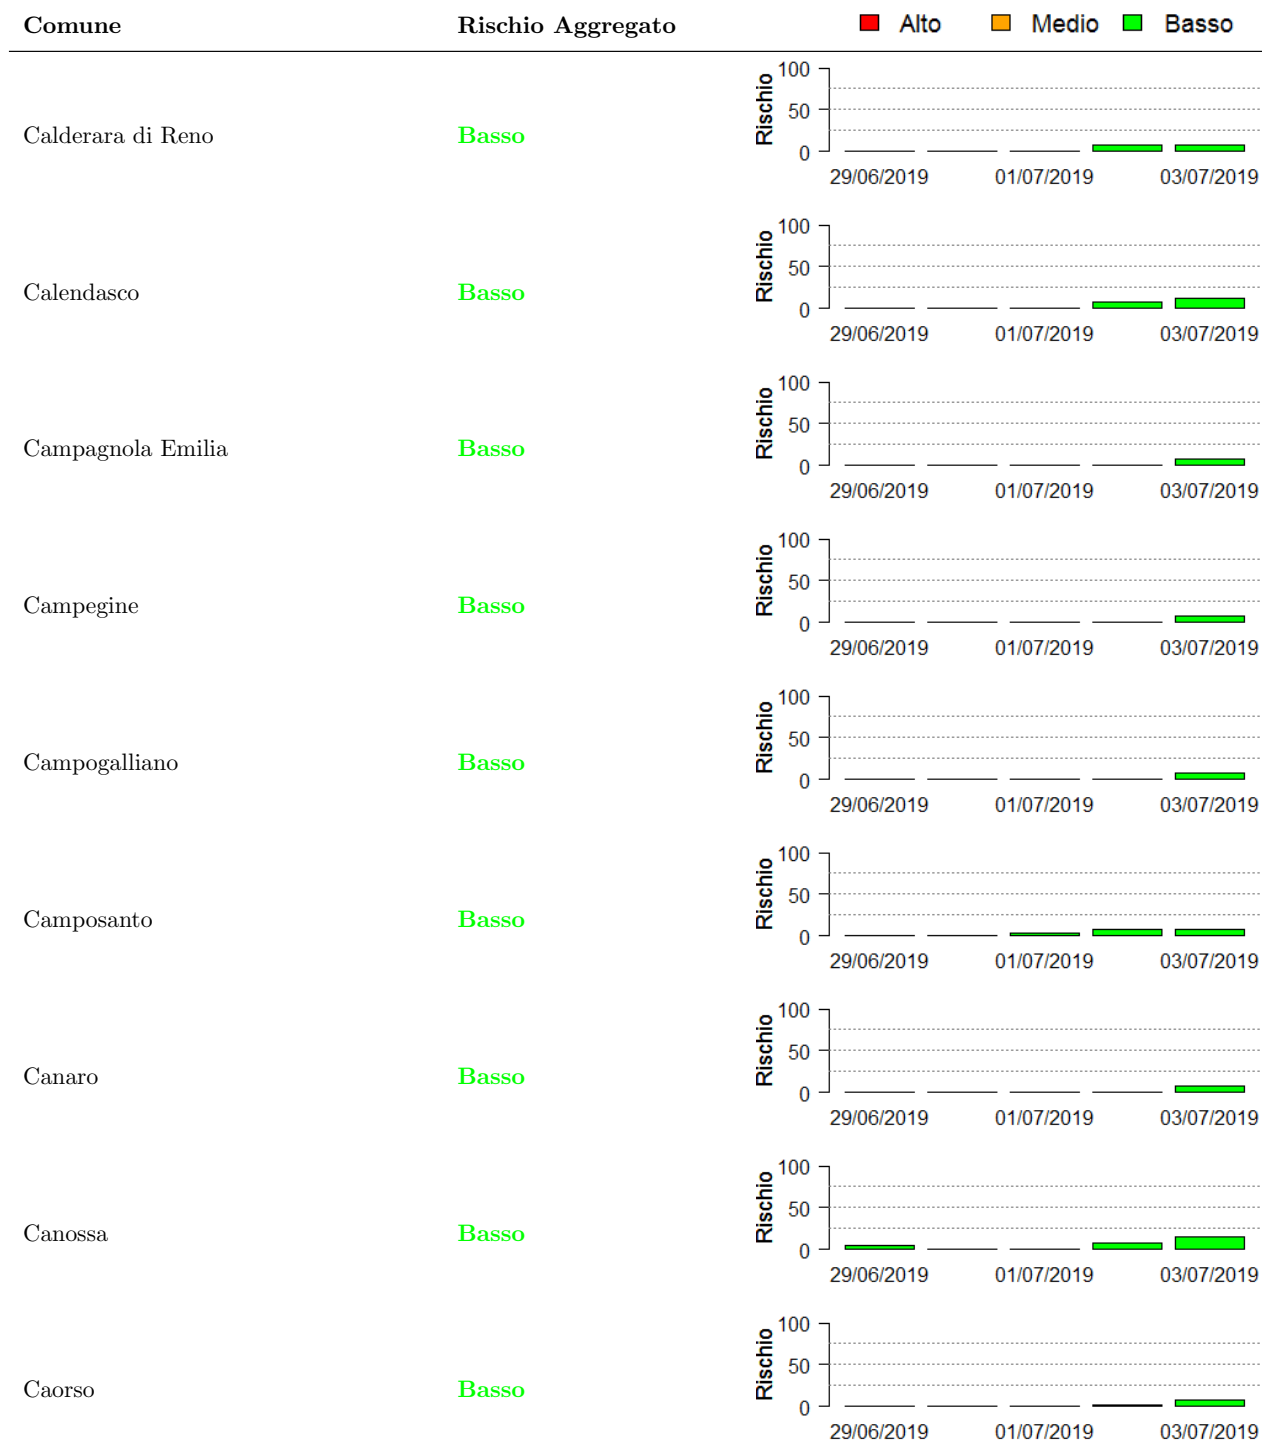 Comune Rischio Aggregato Alto Medio Basso
100
50
0
Rischio
Calderara di Reno Basso
29/06/2019 01/07/2019 03/07/2019
100
50
0
Rischio
Calendasco Basso
29/06/2019 01/07/2019 03/07/2019
100
50
0
Rischio
Campagnola Emilia Basso
29/06/2019 01/07/2019 03/07/2019
100
50
0
Rischio
Campegine Basso
29/06/2019 01/07/2019 03/07/2019
100
50
0
Rischio
Campogalliano Basso
29/06/2019 01/07/2019 03/07/2019
100
50
0
Rischio
Camposanto Basso
29/06/2019 01/07/2019 03/07/2019
100
50
0
Rischio
Canaro Basso
29/06/2019 01/07/2019 03/07/2019
100
50
0
Rischio
Canossa Basso
29/06/2019 01/07/2019 03/07/2019
100
50
0
Rischio
Caorso Basso
29/06/2019 01/07/2019 03/07/2019